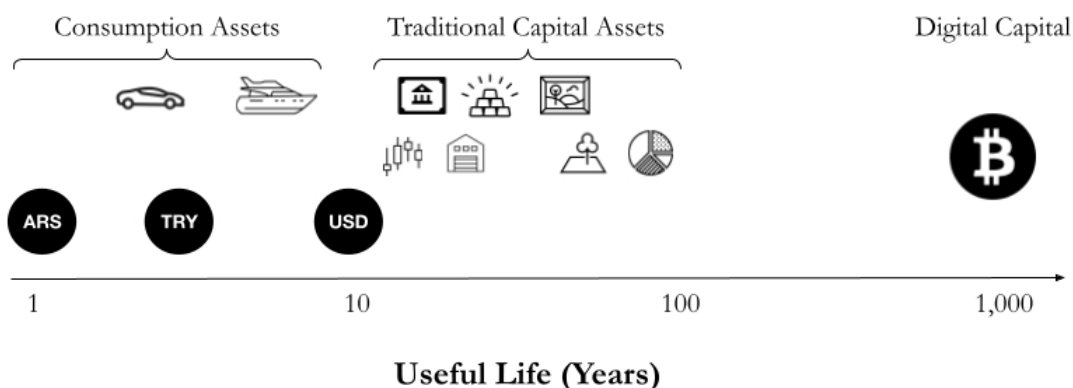 Consumption Assets
Traditional Capital Assets
Digital Capital
ARS
TRY
USD
1
10
100
1,000
Useful Life (Years)